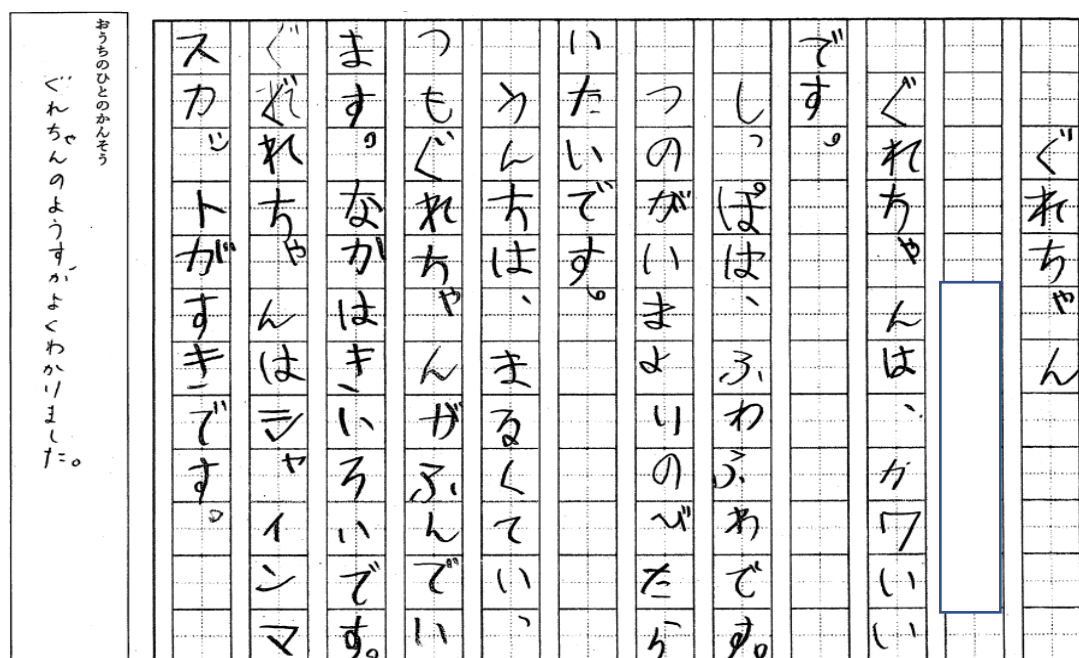 ぐれちゃん
ぐれちゃんは、カワいい
です。
しっぽは、ふわふわです。
つのがいまよりのびたら
いたいです。
うんちは、まるくてい、
つもぐれちゃんがふんでい
ます。なかはきいろいです。
ぐれちゃんはシャインマ
スカットがすきです。
おうちのひとのかんそう
ぐれちゃんのようすがよくわかりました。